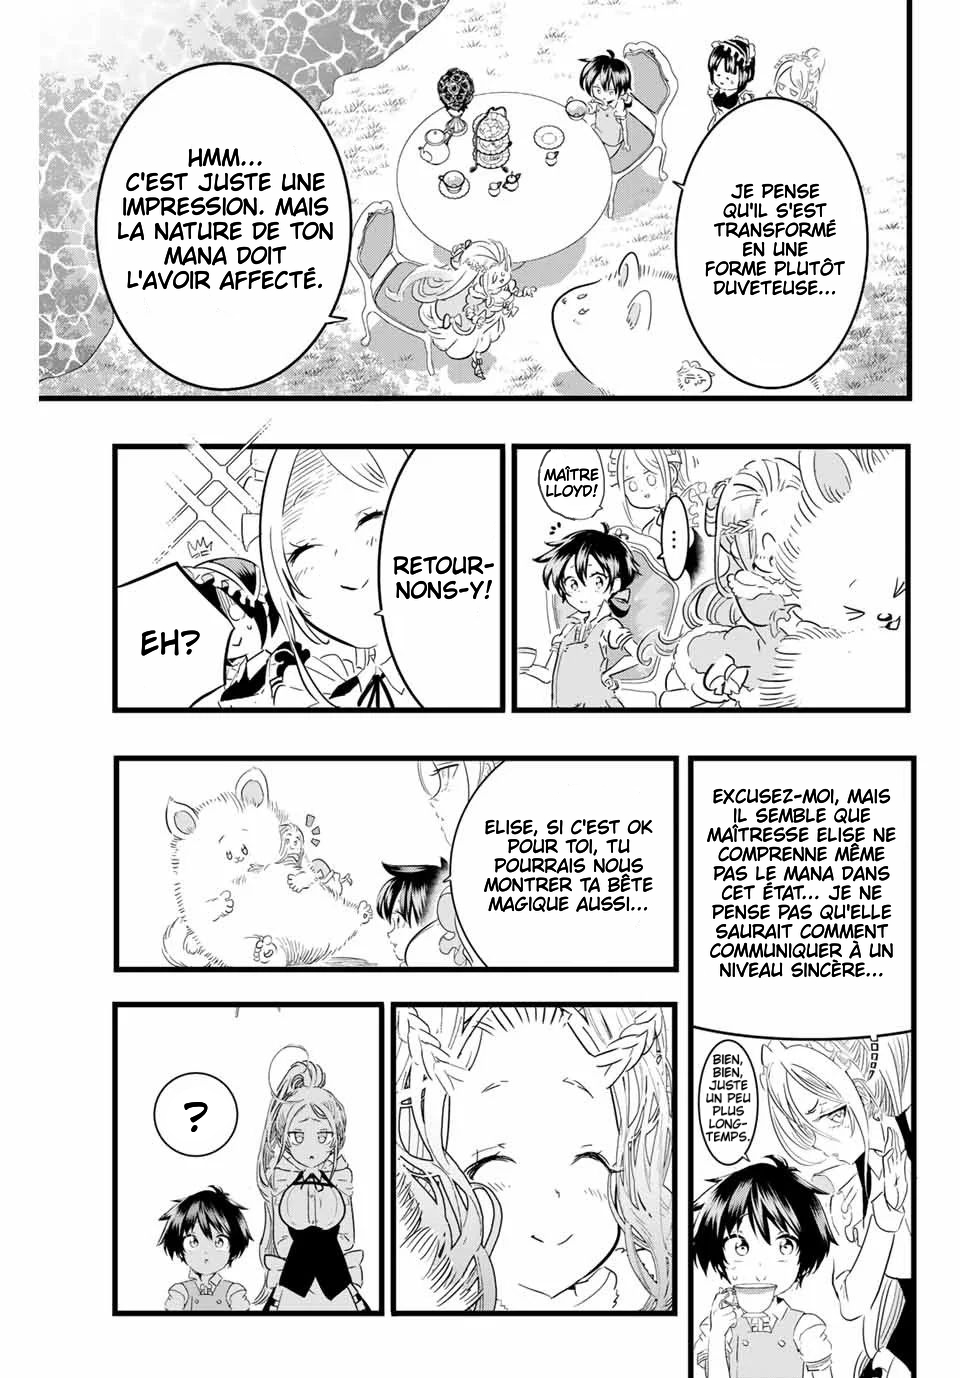 JE PENSE
QU'IL S'EST
TRANSFORMÉ
EN UNE
FORME PLUTÔT
DUVETEUSE...
HMM...
C'EST JUSTE UNE
IMPRESSION. MAIS
LA NATURE DE TON
MANA DOIT
L'AVOIR AFFECTÉ.
MAÎTRE
LLOYD!
...
RETOUR-
NONS-Y!
EH?
EXCUSEZ-MOI, MAIS
IL SEMBLE QUE
MAÎTRESSE ELISE NE
COMPRENNE MÊME
PAS LE MANA DANS
CET ÉTAT... JE NE
PENSE PAS QU'ELLE
SAURAIT COMMENT
COMMUNIQUER À UN
NIVEAU SINCÈRE...
BIEN,
BIEN,
JUSTE
UN PEU
PLUS
LONG-
TEMPS.
ELISE, SI C'EST OK
POUR TOI, TU
POURRAIS NOUS
MONTRER TA BÊTE
MAGIQUE AUSSI...
?